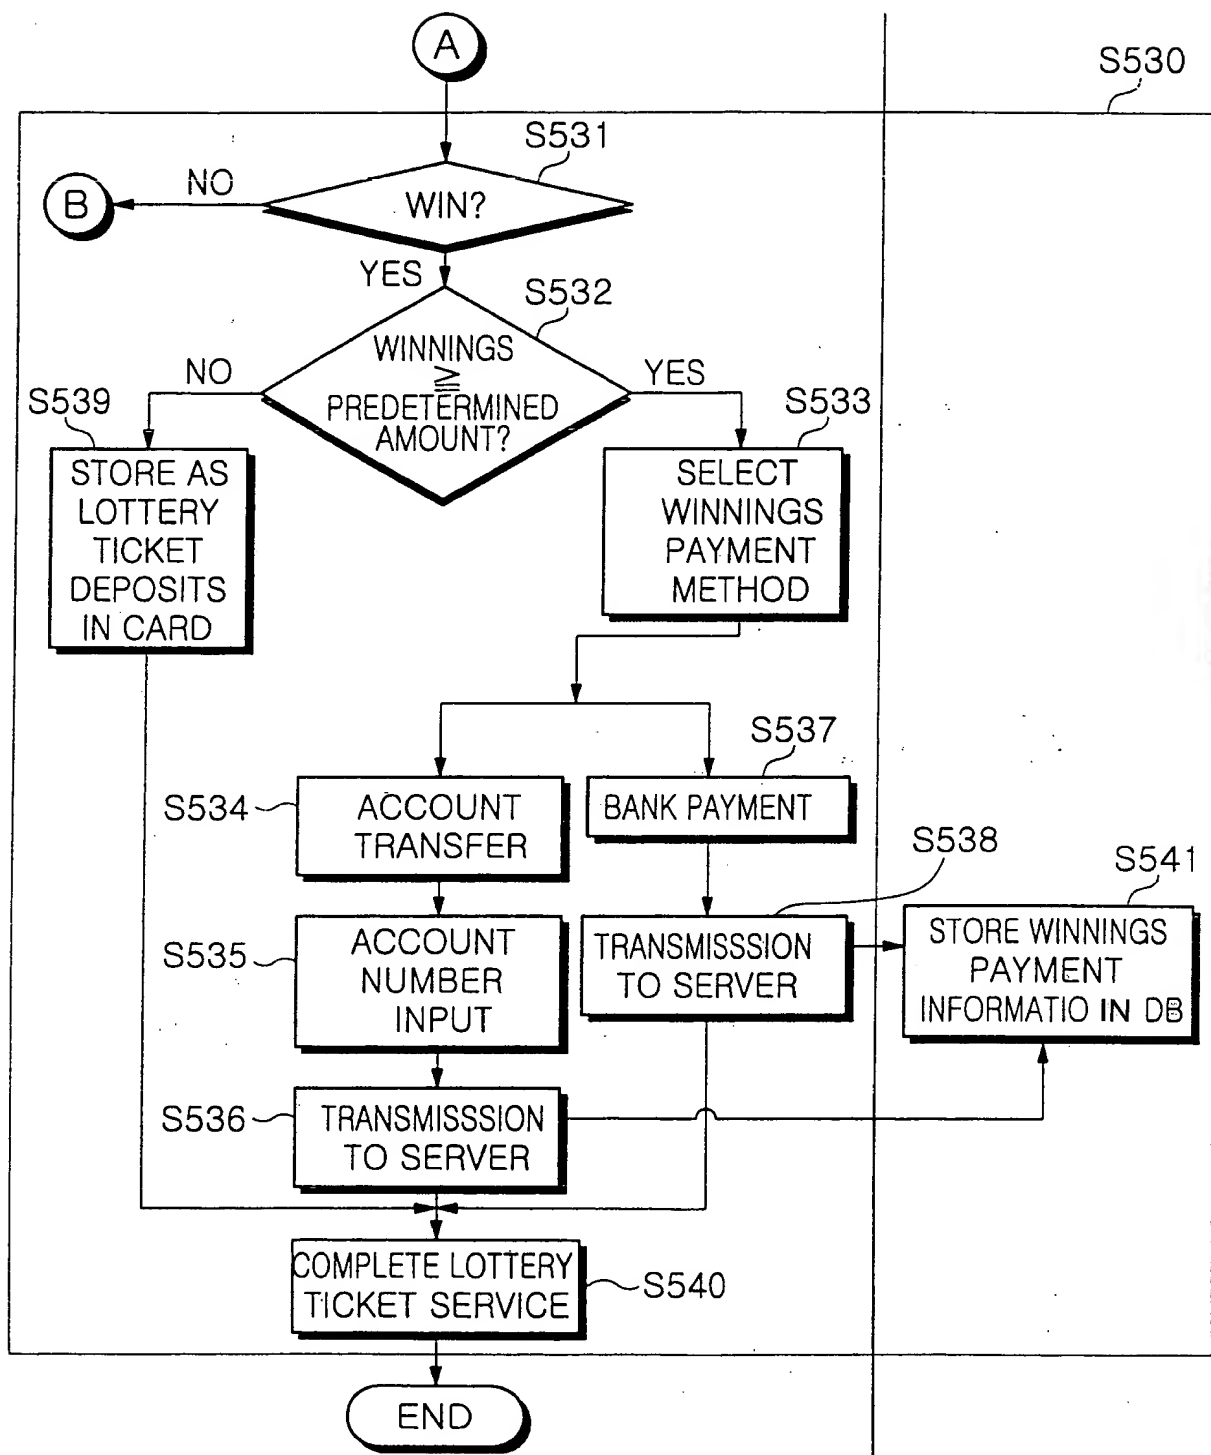 A
S530
S531
WIN?
NO
B
YES
S532
WINNINGS
≧
PREDETERMINED
AMOUNT?
NO
YES
S539
STORE AS
LOTTERY
TICKET
DEPOSITS
IN CARD
S533
SELECT
WINNINGS
PAYMENT
METHOD
S534
ACCOUNT
TRANSFER
S537
BANK PAYMENT
S535
ACCOUNT
NUMBER
INPUT
S538
TRANSMISSSION
TO SERVER
S541
STORE WINNINGS
PAYMENT
INFORMATIO IN DB
S536
TRANSMISSSION
TO SERVER
COMPLETE LOTTERY
TICKET SERVICE
S540
END